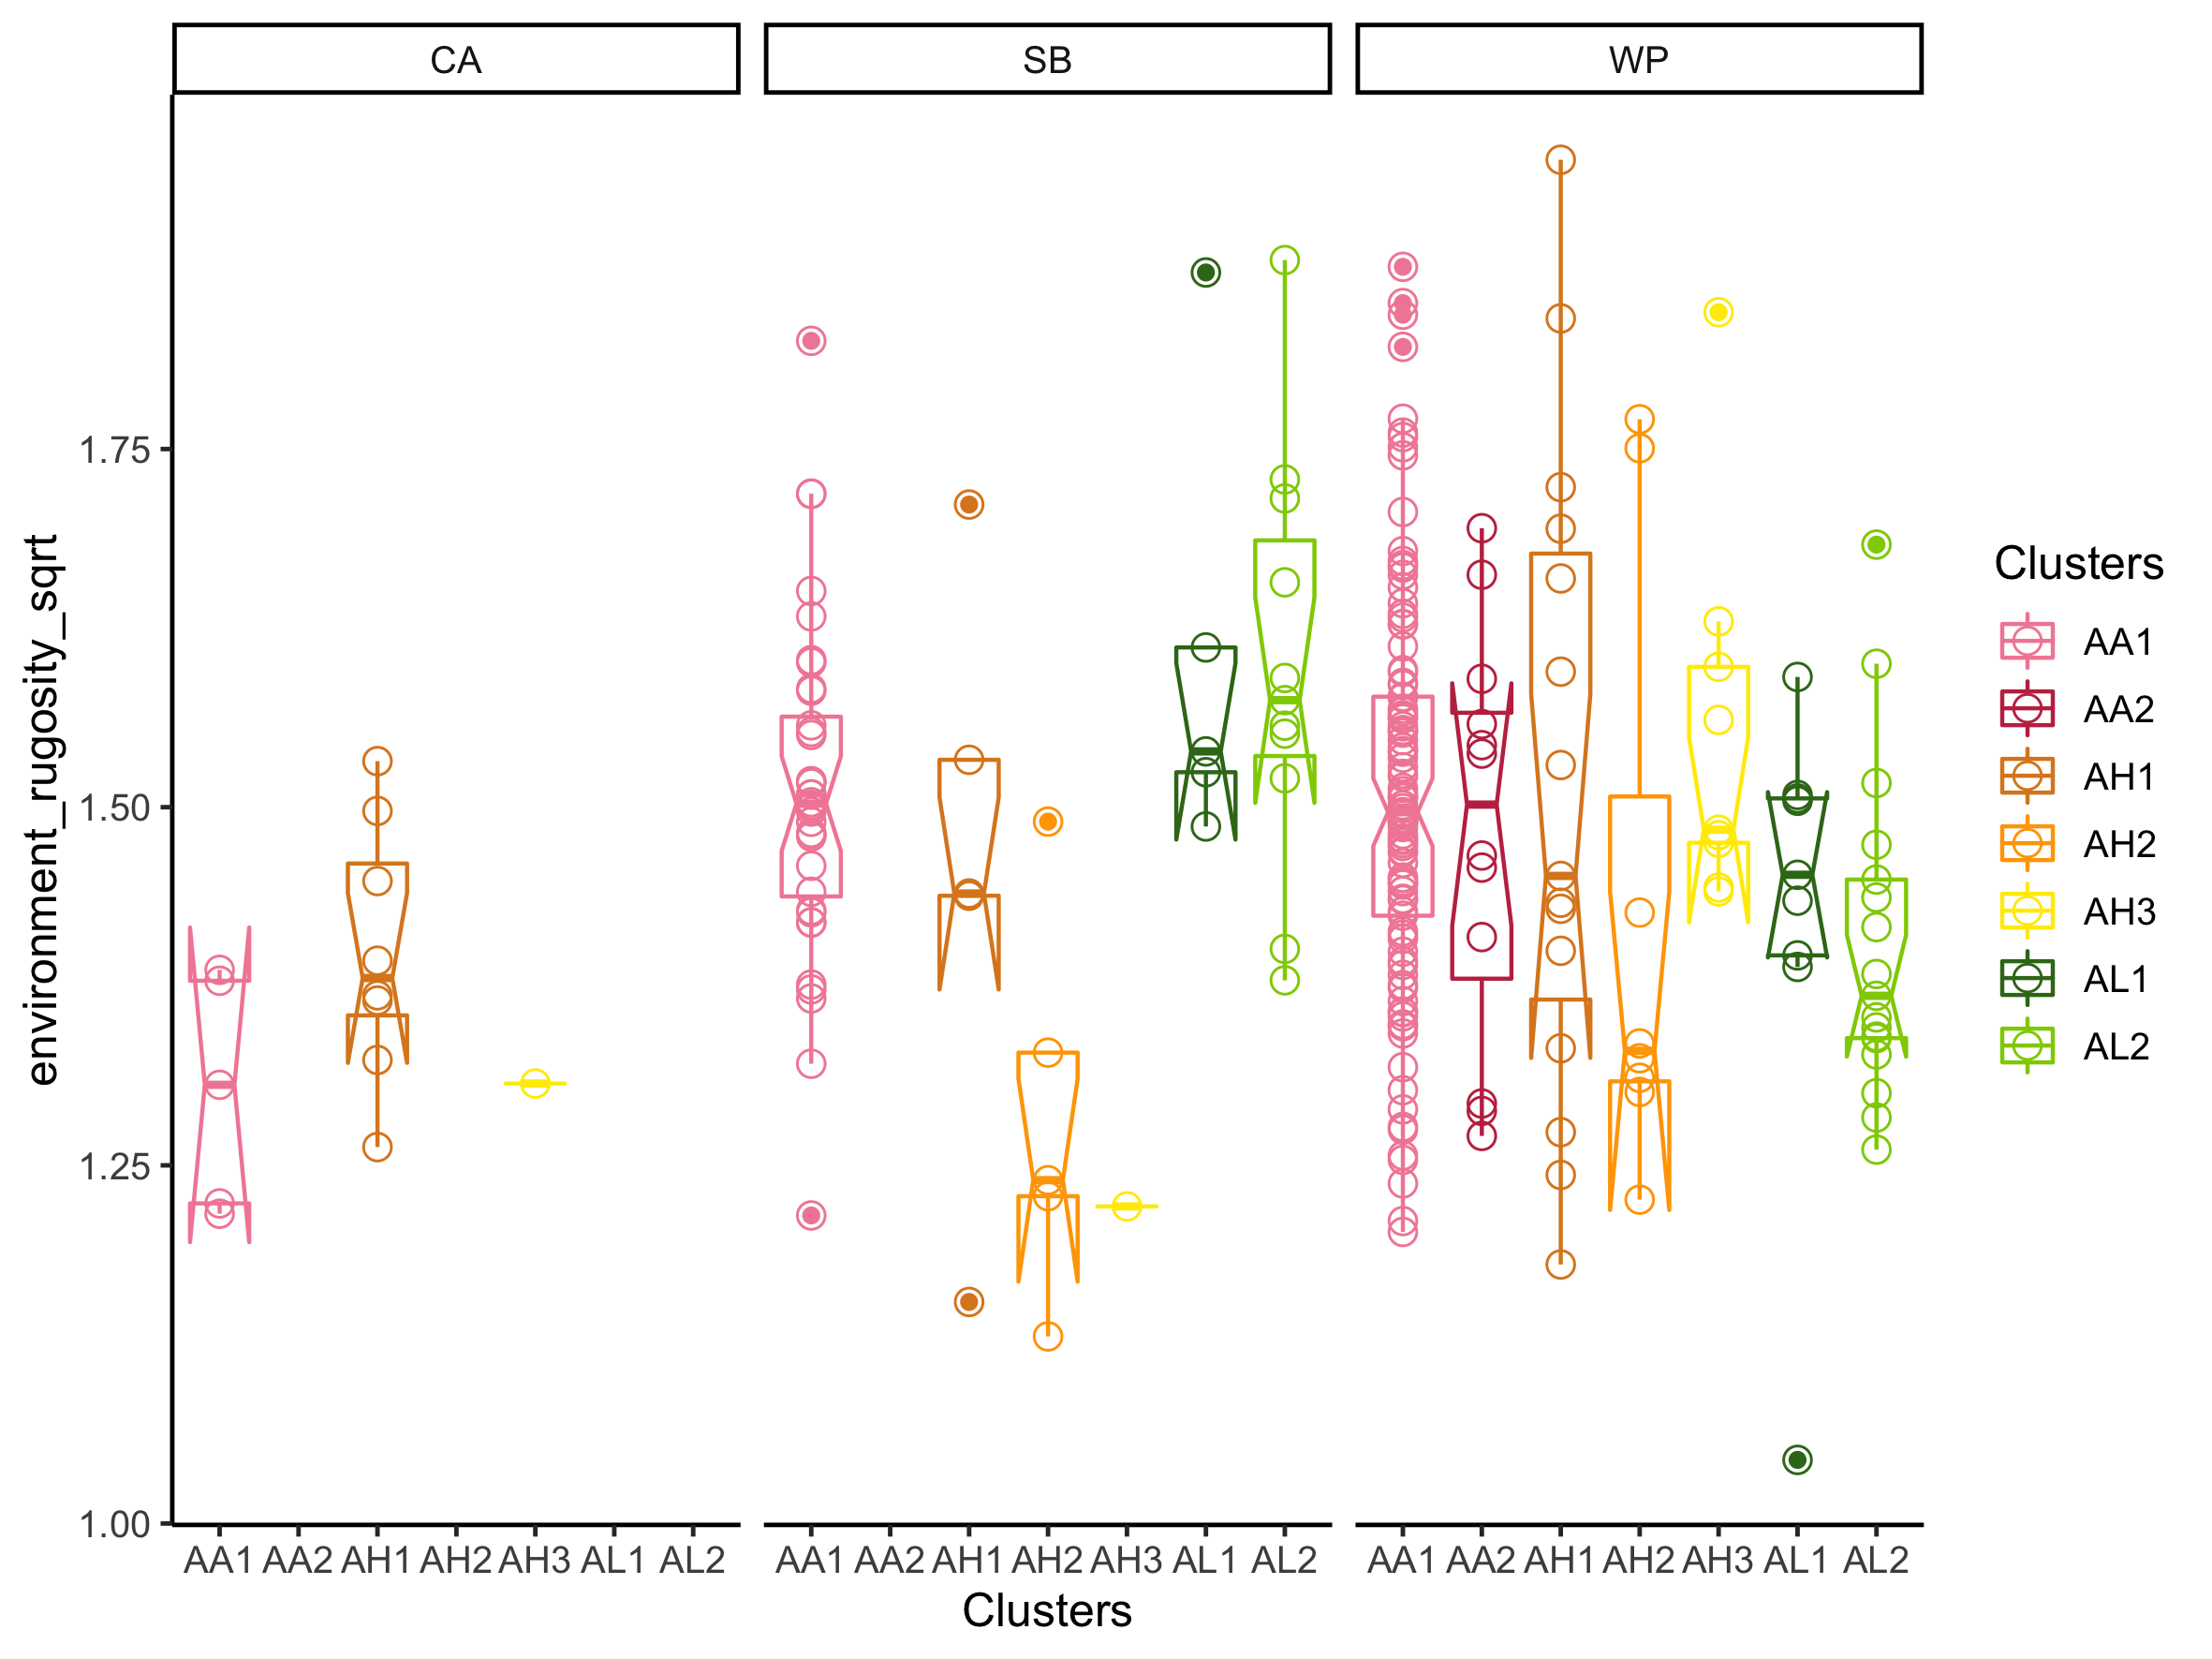 CA SB WP
environment_rugosity_sqrt
1.75
1.50
1.25
1.00
AA1 AA2 AH1 AH2 AH3 AL1 AL2 AA1 AA2 AH1 AH2 AH3 AL1 AL2 AA1 AA2 AH1 AH2 AH3 AL1 AL2
Clusters
Clusters
AA1
AA2
AH1
AH2
AH3
AL1
AL2